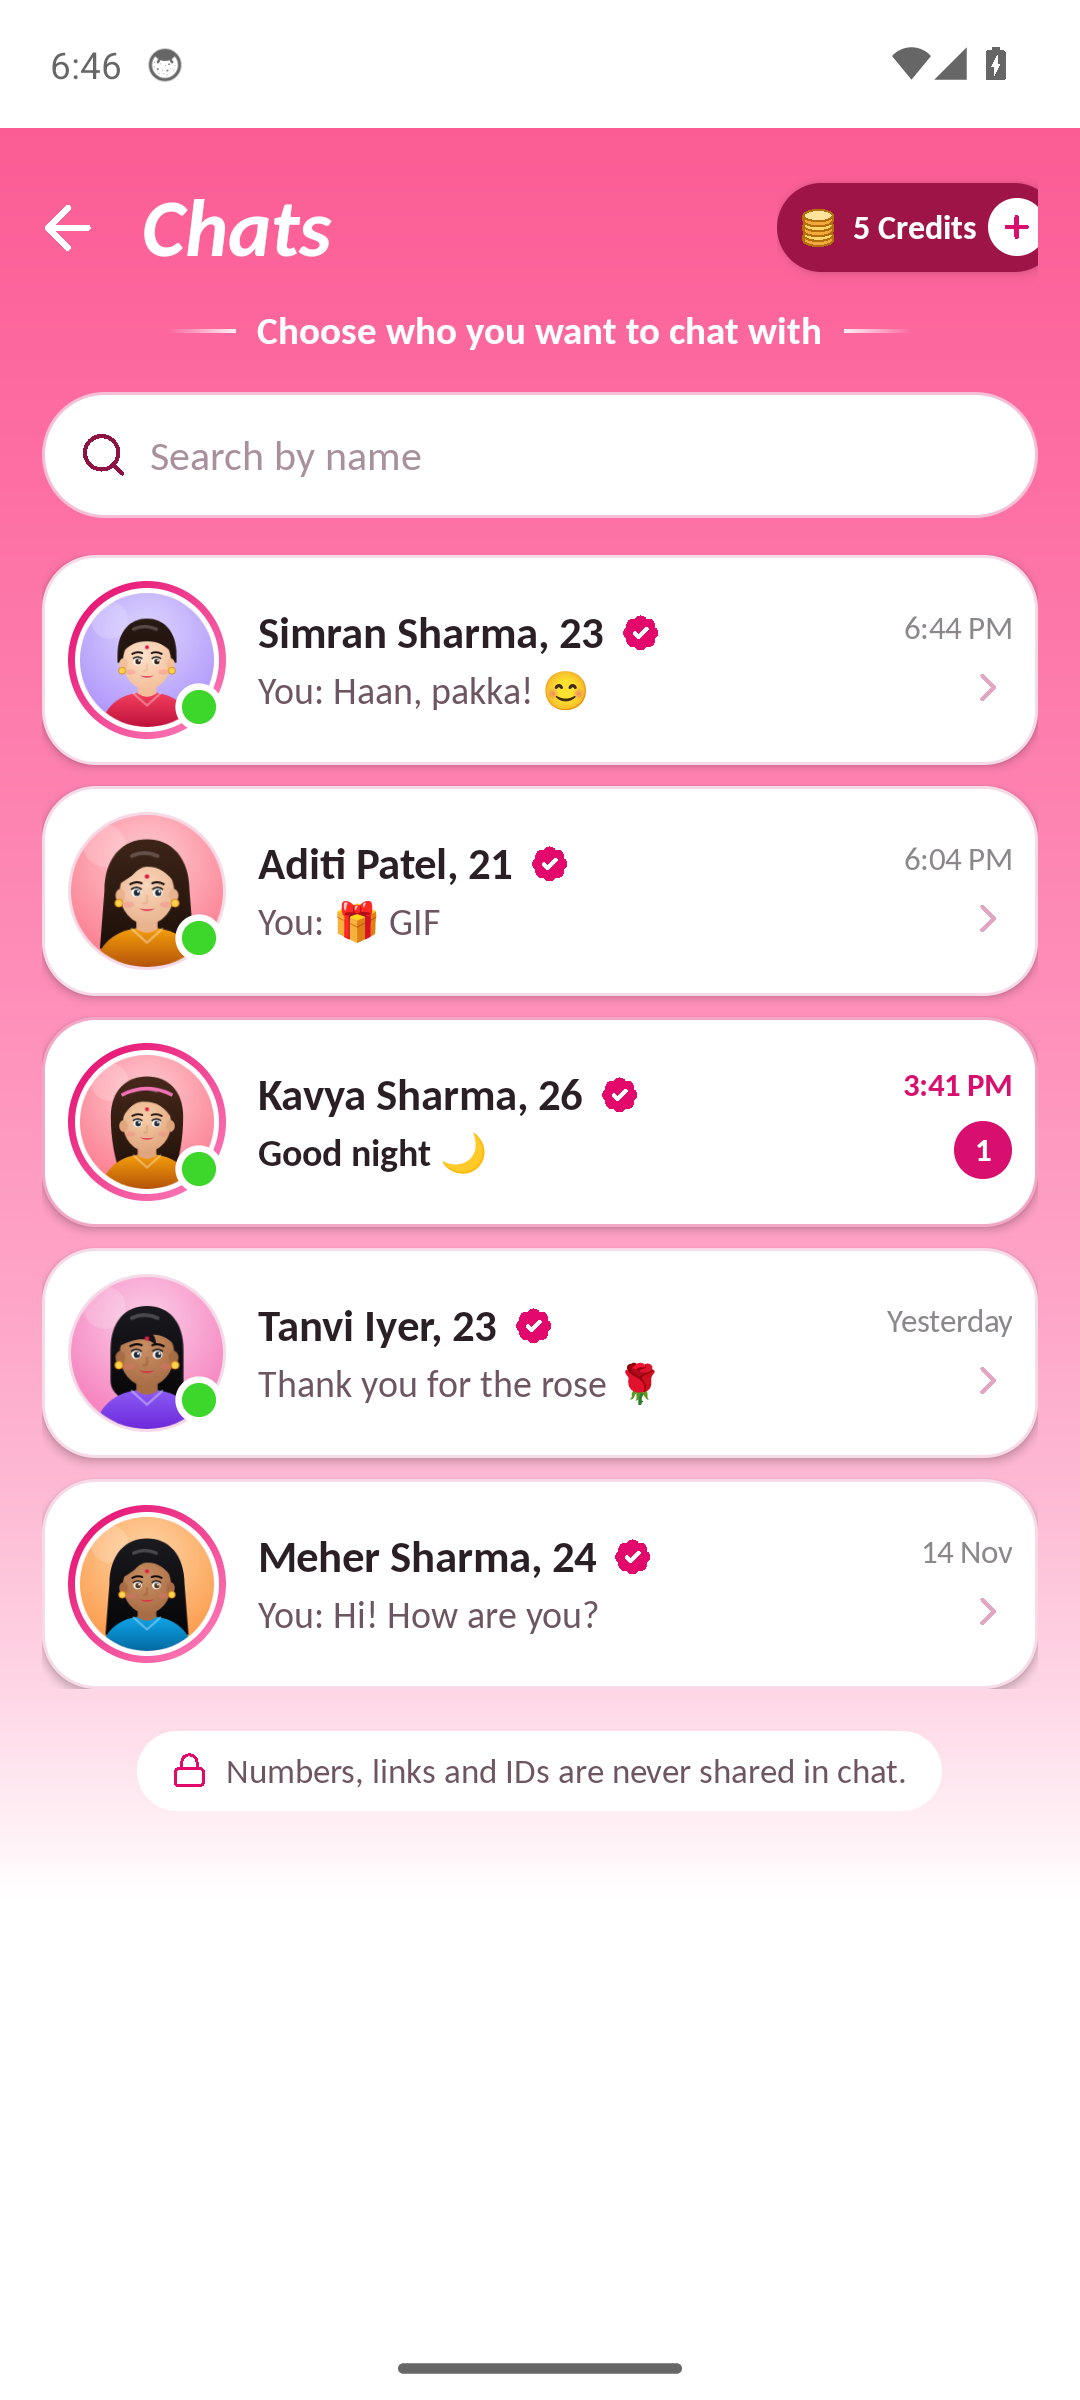 6:46
Chats
5 Credits
Choose who you want to chat with
Search by name
Simran Sharma, 23
6:44 PM
You: Haan, pakka! 😊
Aditi Patel, 21
6:04 PM
You: 🎁 GIF
Kavya Sharma, 26
3:41 PM
Good night 🌙
1
Tanvi Iyer, 23
Yesterday
Thank you for the rose 🌹
Meher Sharma, 24
14 Nov
You: Hi! How are you?
Numbers, links and IDs are never shared in chat.